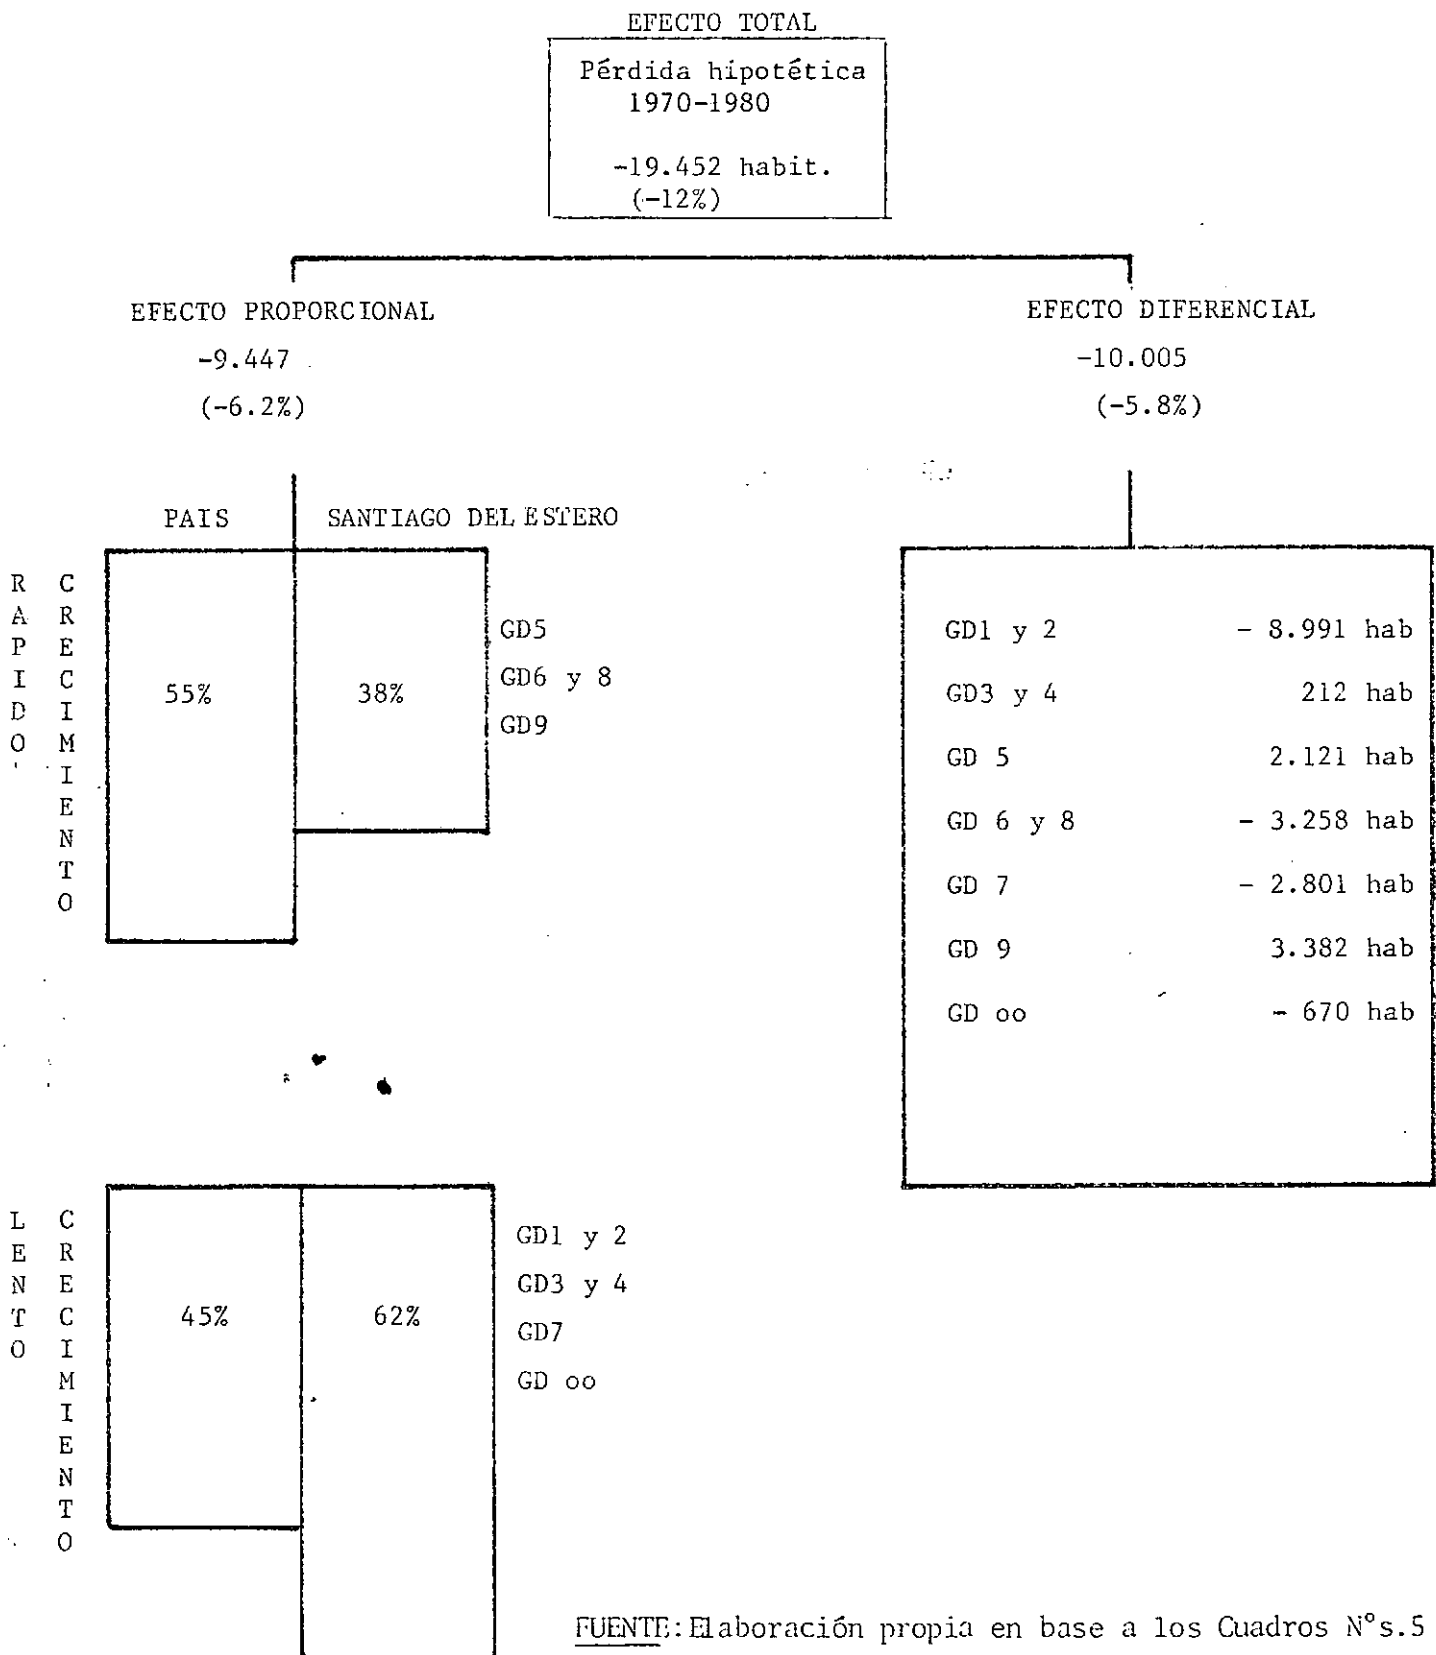 EFECTO TOTAL
Pérdida hipotética
1970-1980
-19.452 habit.
(-12%)
EFECTO PROPORCIONAL
-9.447
(-6.2%)
EFECTO DIFERENCIAL
-10.005
(-5.8%)
PAIS
SANTIAGO DEL ESTERO
RAPIDO
CRECIMIENTO
55%
38%
GD5
GD6 y 8
GD9
GD1 y 2 - 8.991 hab
GD3 y 4 212 hab
GD 5 2.121 hab
GD 6 y 8 - 3.258 hab
GD 7 - 2.801 hab
GD 9 3.382 hab
GD oo - 670 hab
LENTO
CRECIMIENTO
45%
62%
GD1 y 2
GD3 y 4
GD7
GD oo
FUENTE: Elaboración propia en base a los Cuadros N°s.5